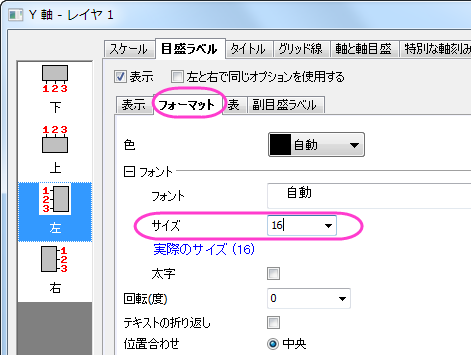 Y 軸 - レイヤ 1
スケール 目盛ラベル タイトル グリッド線 軸と軸目盛 特別な軸刻み
表示 左と右で同じオプションを使用する
表示 フォーマット 表 副目盛ラベル
123
下
123
上
1
2
3
左
1
2
3
右
色 自動
フォント
フォント 自動
サイズ 16
実際のサイズ (16)
太字
回転(度) 0
テキストの折り返し
位置合わせ 中央